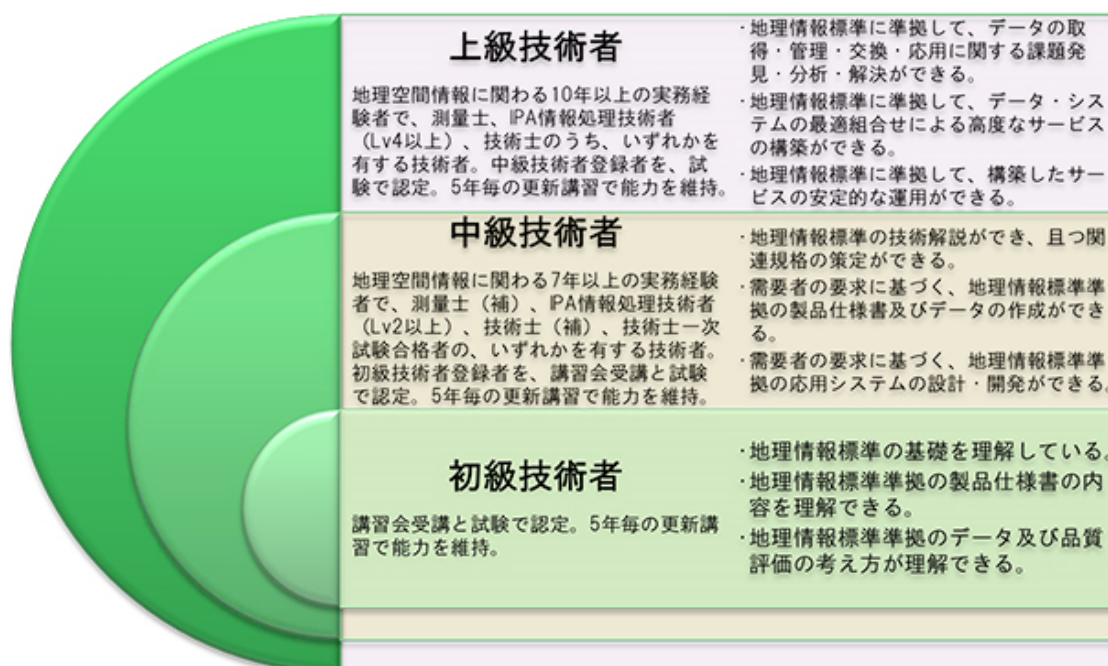 上級技術者
地理空間情報に関わる10年以上の実務経
験者で、測量士、IPA情報処理技術者
（Lv4以上）、技術士のうち、いずれかを
有する技術者。中級技術者登録者を、試
験で認定。5年毎の更新講習で能力を維持。
・地理情報標準に準拠して、データの取
得・管理・交換・応用に関する課題発
見・分析・解決ができる。
・地理情報標準に準拠して、データ・シス
テムの最適組合せによる高度なサービス
の構築ができる。
・地理情報標準に準拠して、構築したサー
ビスの安定的な運用ができる。
中級技術者
地理空間情報に関わる7年以上の実務経験
者で、測量士（補）、IPA情報処理技術者
（Lv2以上）、技術士（補）、技術士一次
試験合格者の、いずれかを有する技術者。
初級技術者登録者を、講習会受講と試験
で認定。5年毎の更新講習で能力を維持。
・地理情報標準の技術解説ができ、且つ関
連規格の策定ができる。
・需要者の要求に基づく、地理情報標準準
拠の製品仕様書及びデータの作成ができ
る。
・需要者の要求に基づく、地理情報標準準
拠の応用システムの設計・開発ができる。
初級技術者
講習会受講と試験で認定。5年毎の更新講
習で能力を維持。
・地理情報標準の基礎を理解している。
・地理情報標準準拠の製品仕様書の内
容を理解できる。
・地理情報標準準拠のデータ及び品質
評価の考え方が理解できる。